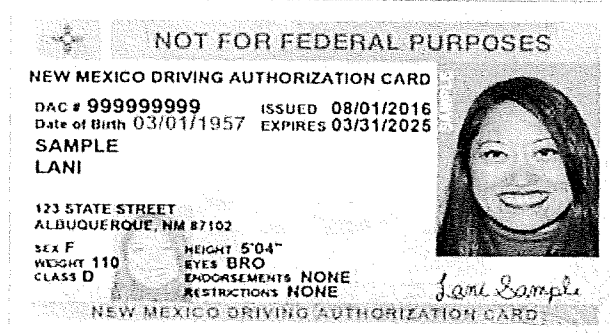 NOT FOR FEDERAL PURPOSES
NEW MEXICO DRIVING AUTHORIZATION CARD
DAC # 999999999 ISSUED 08/01/2016
Date of Birth 03/01/1957 EXPIRES 03/31/2025
SAMPLE
LANI
123 STATE STREET
ALBUQUERQUE, NM 87102
SEX F HEIGHT 5'04"
WEIGHT 110 EYES BRO
CLASS D ENDORSEMENTS NONE
RESTRICTIONS NONE
Lani Sample
NEW MEXICO DRIVING AUTHORIZATION CARD